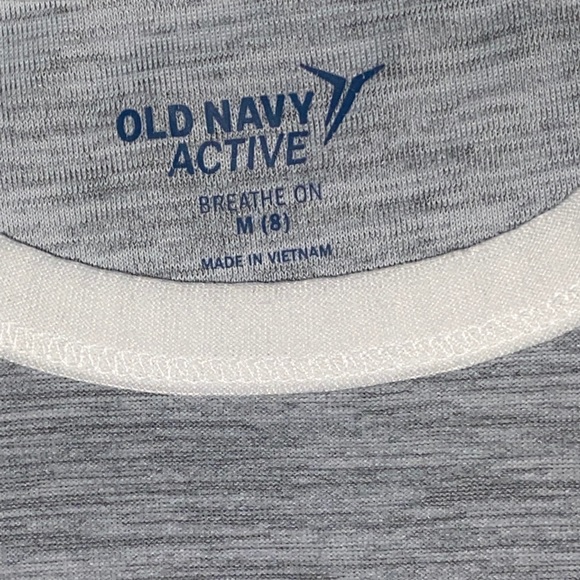 OLD NAVY
ACTIVE
BREATHE ON
M (8)
MADE IN VIETNAM